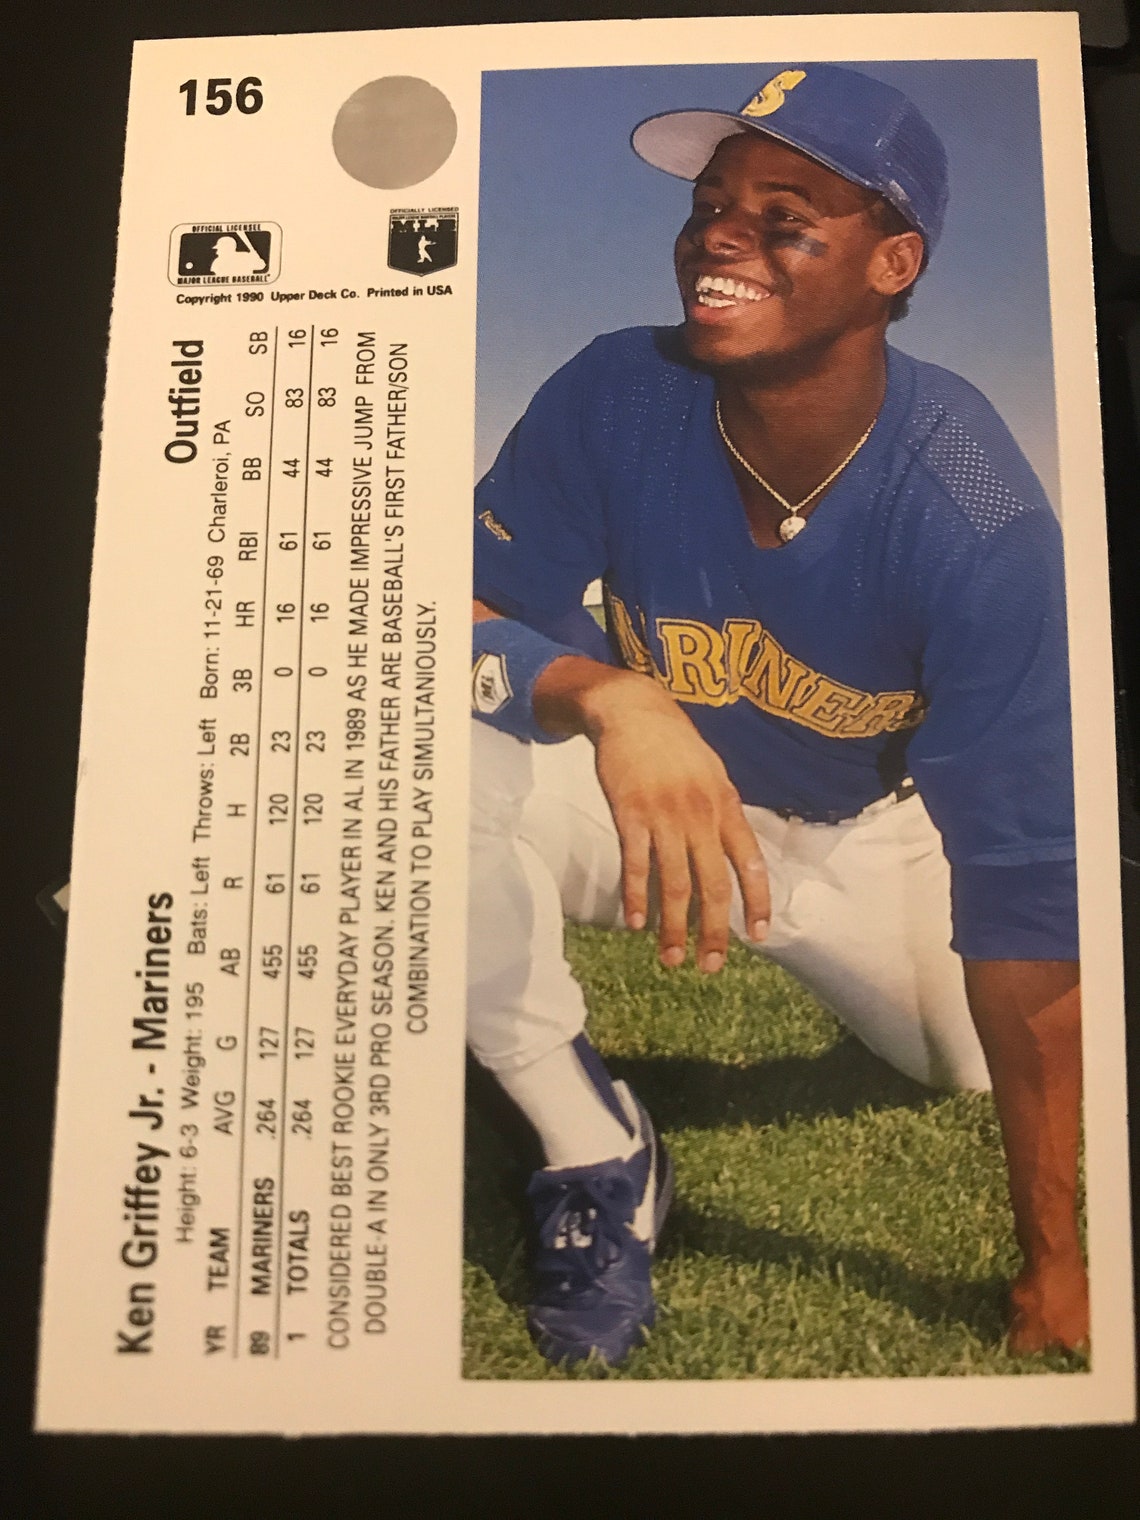 156
OFFICIAL LICENSEE
MAJOR LEAGUE BASEBALL
OFFICIALLY LICENSED
MAJOR LEAGUE BASEBALL PLAYERS
MLB
Copyright 1990 Upper Deck Co. Printed in USA
Ken Griffey Jr. - Mariners Outfield
Height: 6-3 Weight: 195 Bats: Left Throws: Left Born: 11-21-69 Charleroi, PA
YR TEAM AVG G AB R H 2B 3B HR RBI BB SO SB
89 MARINERS .264 127 455 61 120 23 0 16 61 44 83 16
1 TOTALS .264 127 455 61 120 23 0 16 61 44 83 16
CONSIDERED BEST ROOKIE EVERYDAY PLAYER IN AL IN 1989 AS HE MADE IMPRESSIVE JUMP FROM
DOUBLE-A IN ONLY 3RD PRO SEASON. KEN AND HIS FATHER ARE BASEBALL'S FIRST FATHER/SON
COMBINATION TO PLAY SIMULTANIOUSLY.
S
MARINERS